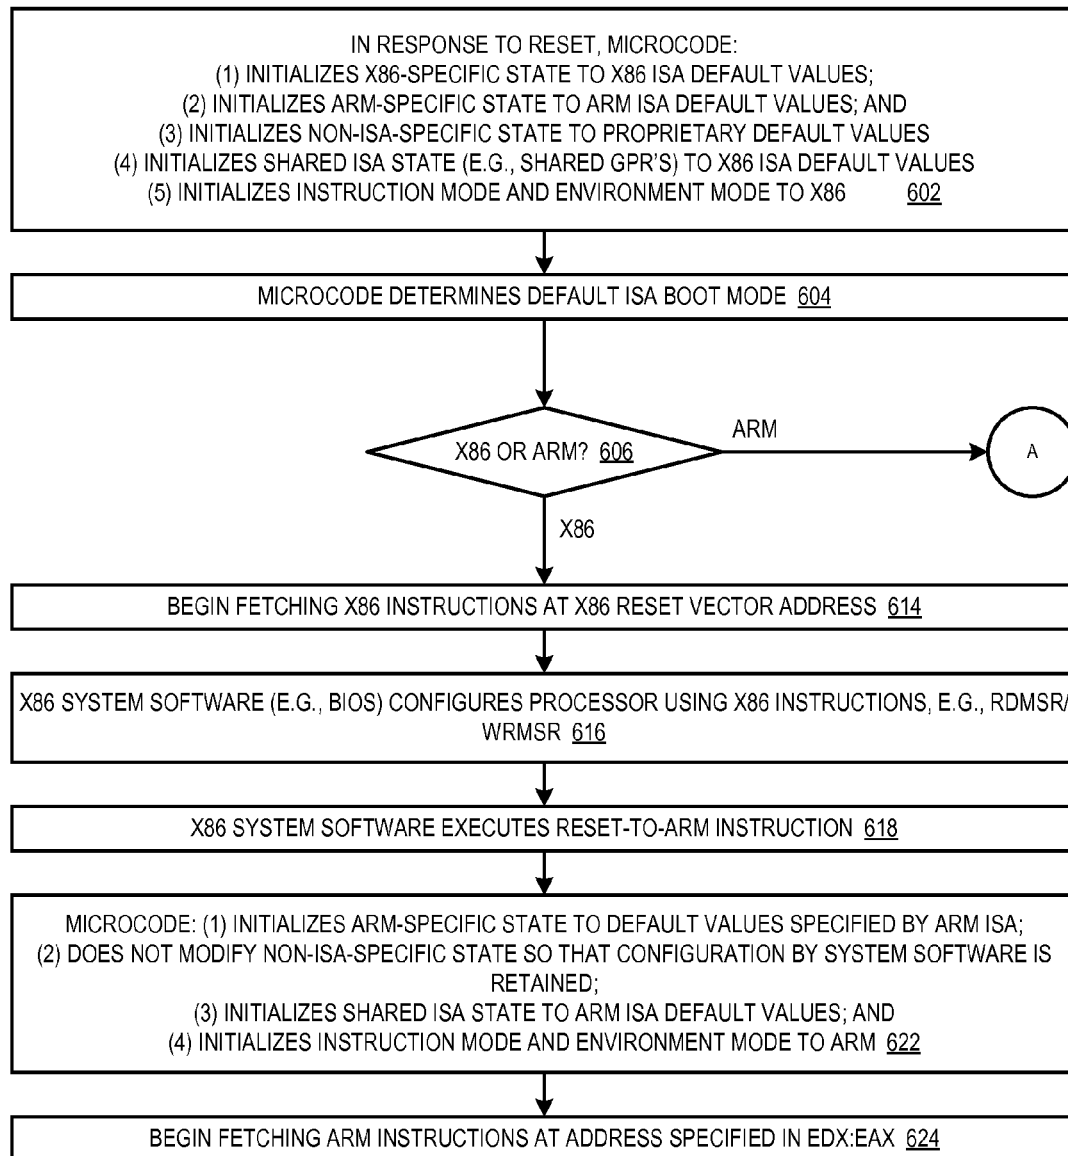 IN RESPONSE TO RESET, MICROCODE:
(1) INITIALIZES X86-SPECIFIC STATE TO X86 ISA DEFAULT VALUES;
(2) INITIALIZES ARM-SPECIFIC STATE TO ARM ISA DEFAULT VALUES; AND
(3) INITIALIZES NON-ISA-SPECIFIC STATE TO PROPRIETARY DEFAULT VALUES
(4) INITIALIZES SHARED ISA STATE (E.G., SHARED GPR'S) TO X86 ISA DEFAULT VALUES
(5) INITIALIZES INSTRUCTION MODE AND ENVIRONMENT MODE TO X86 602
MICROCODE DETERMINES DEFAULT ISA BOOT MODE 604
X86 OR ARM? 606
ARM
A
X86
BEGIN FETCHING X86 INSTRUCTIONS AT X86 RESET VECTOR ADDRESS 614
X86 SYSTEM SOFTWARE (E.G., BIOS) CONFIGURES PROCESSOR USING X86 INSTRUCTIONS, E.G., RDMSR/
WRMSR 616
X86 SYSTEM SOFTWARE EXECUTES RESET-TO-ARM INSTRUCTION 618
MICROCODE: (1) INITIALIZES ARM-SPECIFIC STATE TO DEFAULT VALUES SPECIFIED BY ARM ISA;
(2) DOES NOT MODIFY NON-ISA-SPECIFIC STATE SO THAT CONFIGURATION BY SYSTEM SOFTWARE IS
RETAINED;
(3) INITIALIZES SHARED ISA STATE TO ARM ISA DEFAULT VALUES; AND
(4) INITIALIZES INSTRUCTION MODE AND ENVIRONMENT MODE TO ARM 622
BEGIN FETCHING ARM INSTRUCTIONS AT ADDRESS SPECIFIED IN EDX:EAX 624